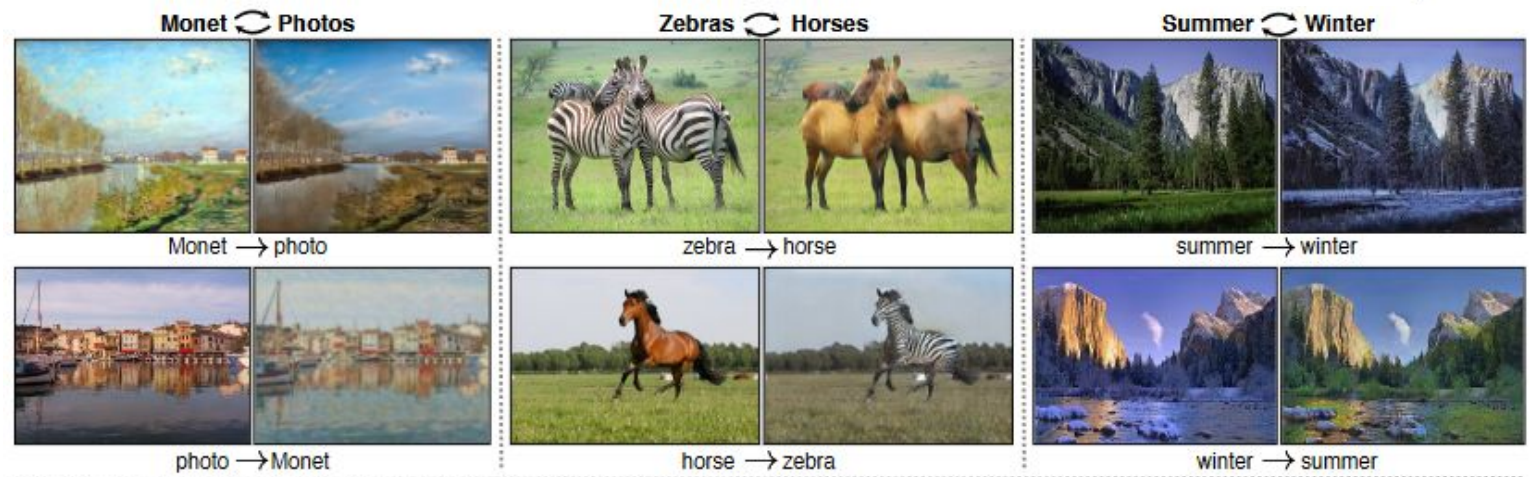 Monet ⟲ Photos
Zebras ⟲ Horses
Summer ⟲ Winter
Monet → photo
zebra → horse
summer → winter
photo → Monet
horse → zebra
winter → summer